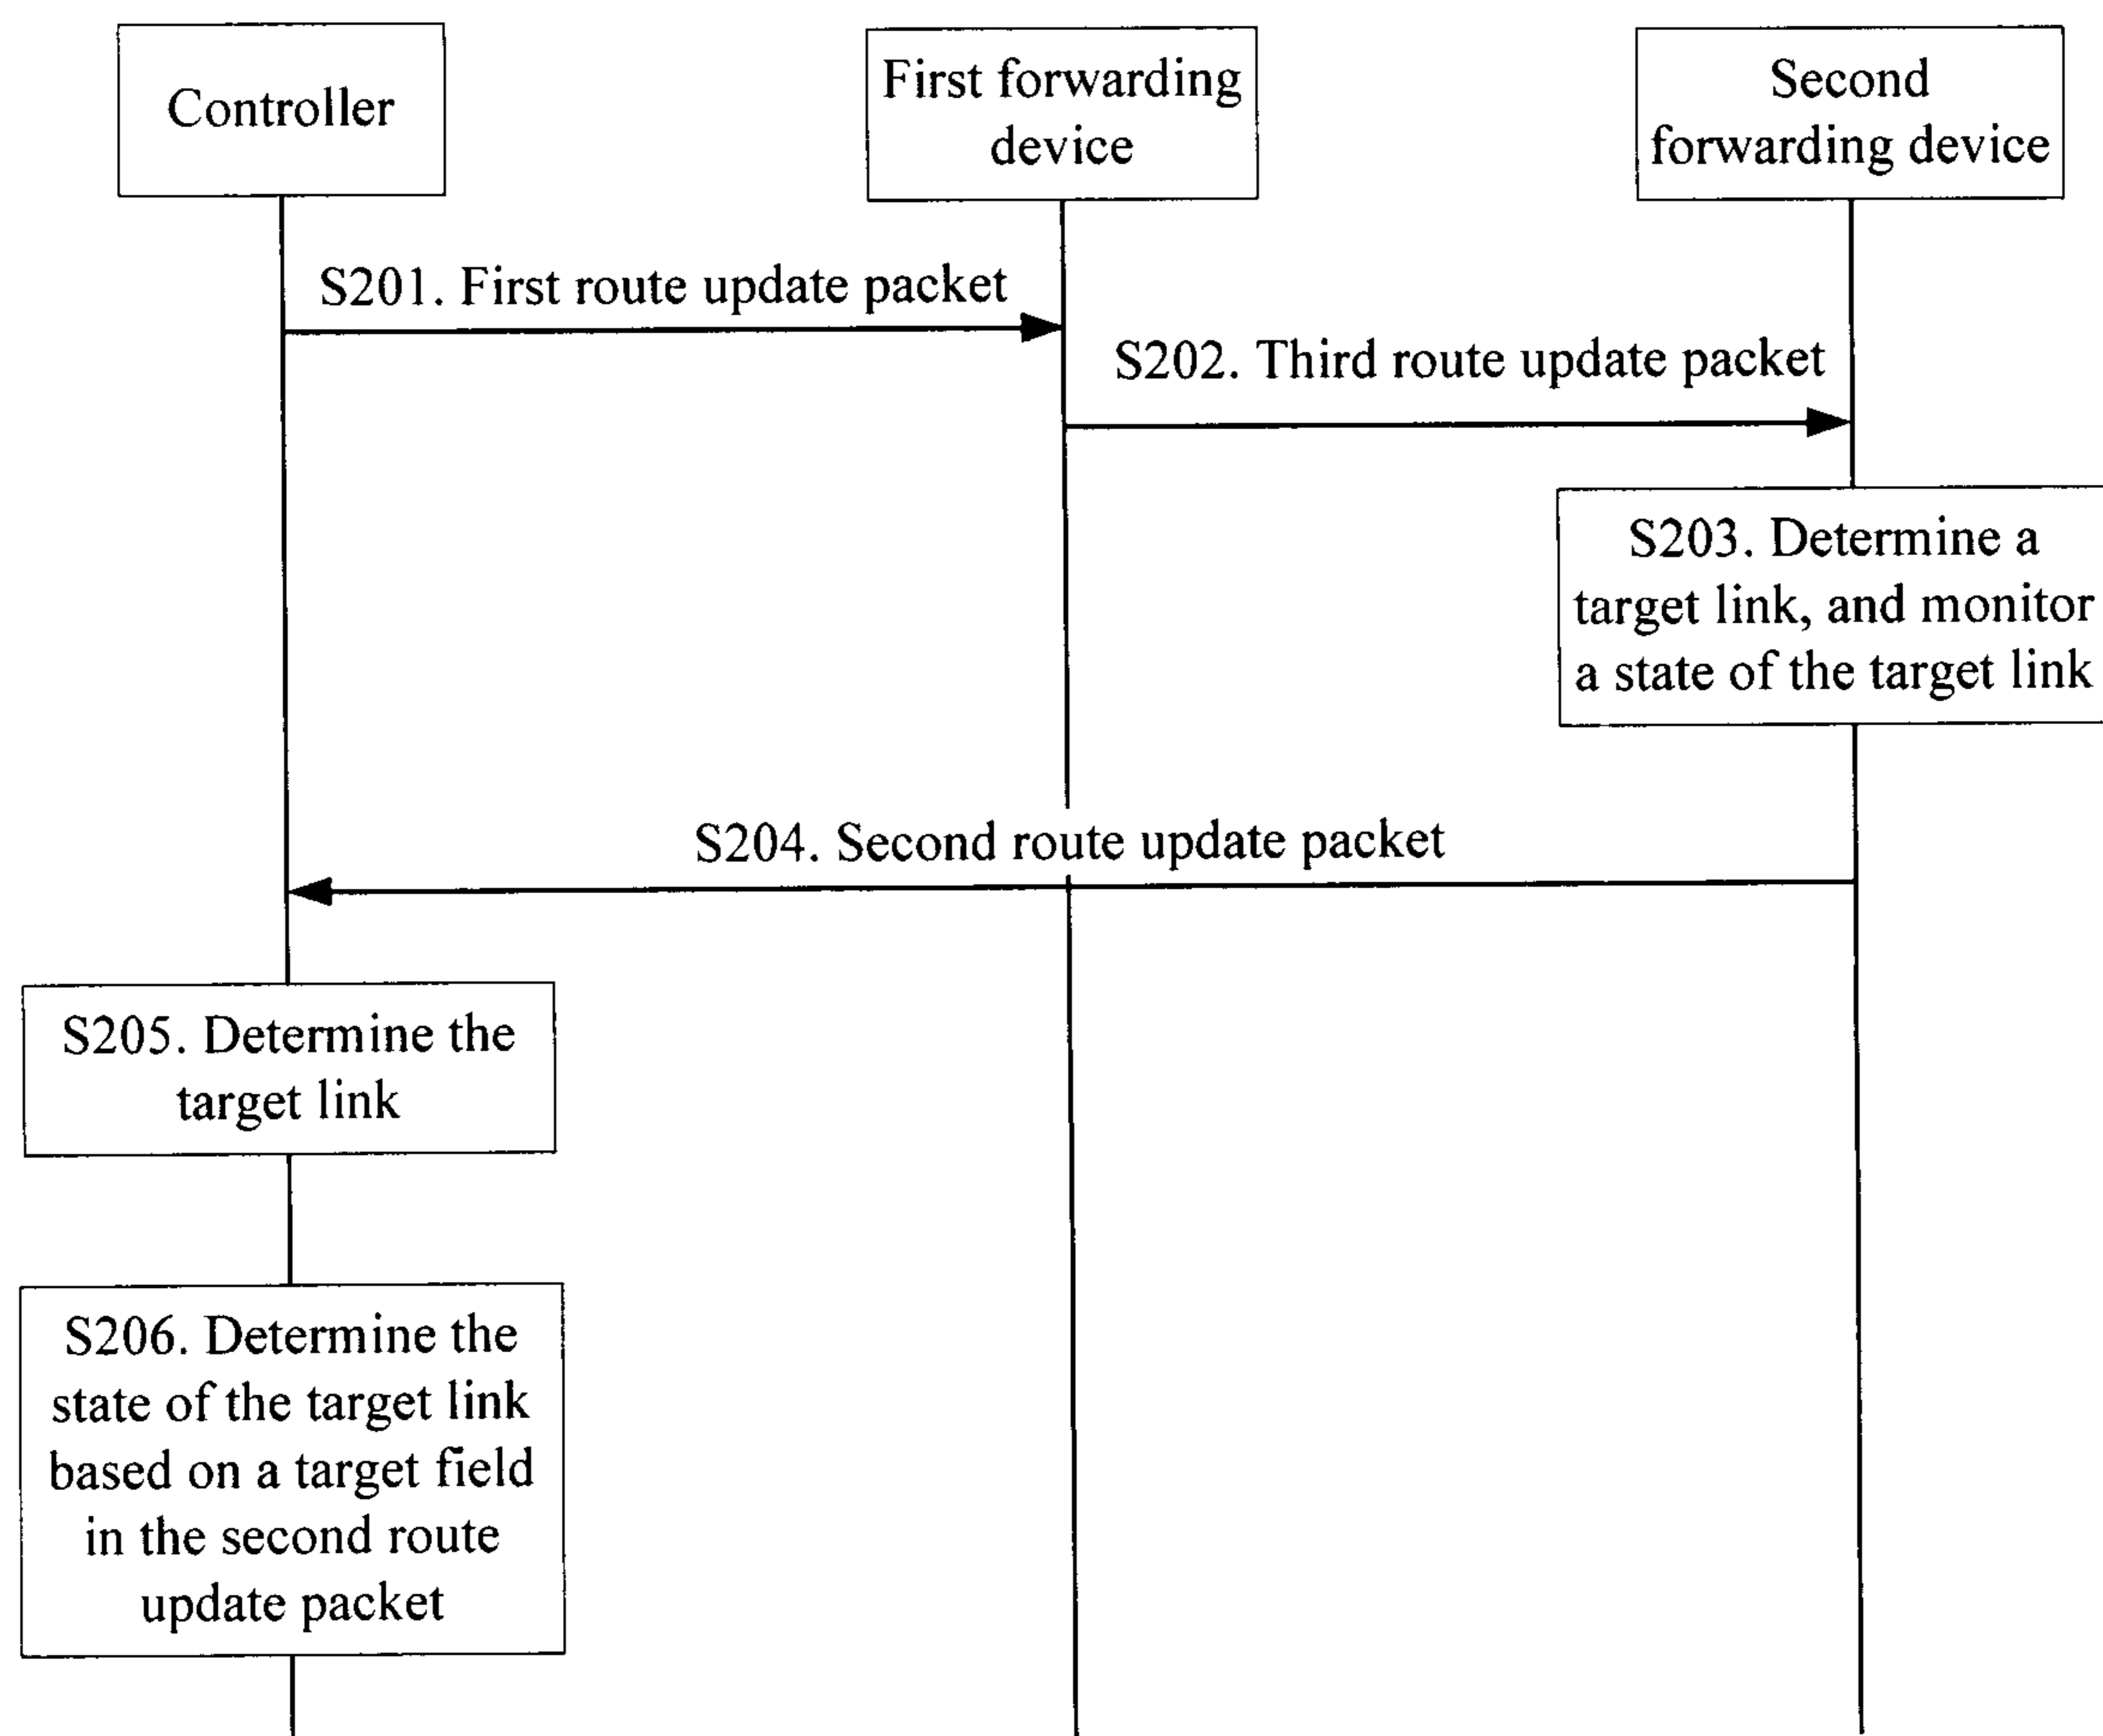 Controller
First forwarding
device
Second
forwarding device
S201. First route update packet
S202. Third route update packet
S203. Determine a
target link, and monitor
a state of the target link
S204. Second route update packet
S205. Determine the
target link
S206. Determine the
state of the target link
based on a target field
in the second route
update packet